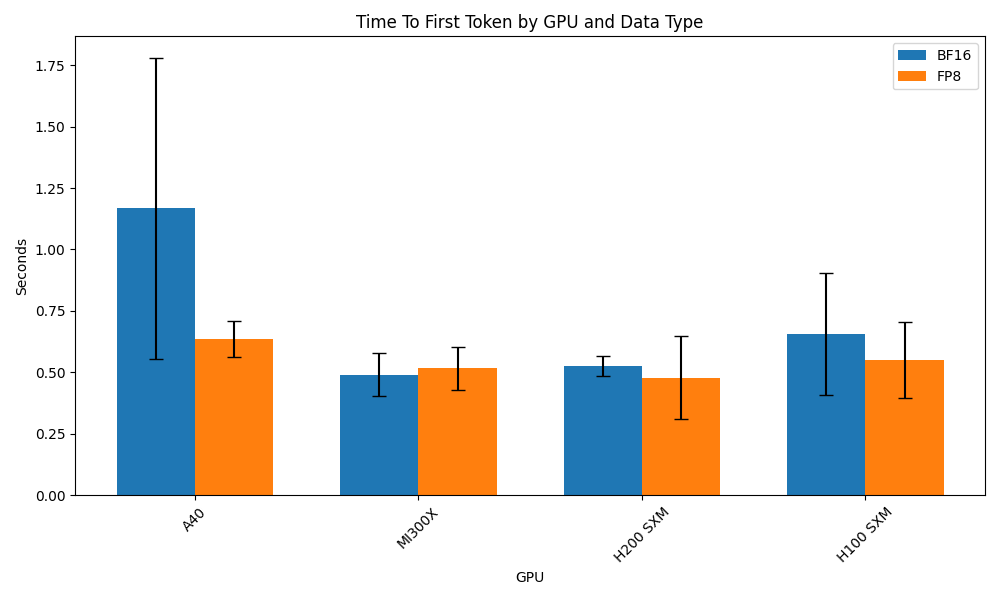 Time To First Token by GPU and Data Type
BF16
FP8
Seconds
1.75
1.50
1.25
1.00
0.75
0.50
0.25
0.00
A40
MI300X
H200 SXM
H100 SXM
GPU